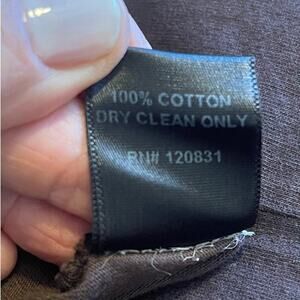 100% COTTON
DRY CLEAN ONLY
RN# 120831